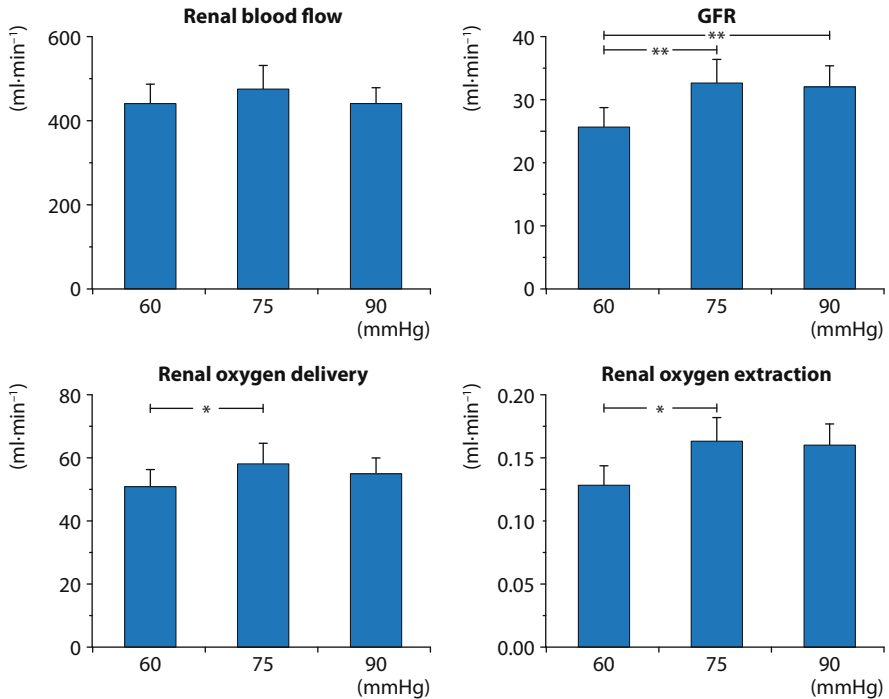 Renal blood flow
(ml·min⁻¹)
600
400
200
0
60 75 90
(mmHg)
GFR
(ml·min⁻¹)
40
30
20
10
0
**
**
60 75 90
(mmHg)
Renal oxygen delivery
(ml·min⁻¹)
80
60
40
20
0
*
60 75 90
(mmHg)
Renal oxygen extraction
(ml·min⁻¹)
0.20
0.15
0.10
0.05
0.00
*
60 75 90
(mmHg)